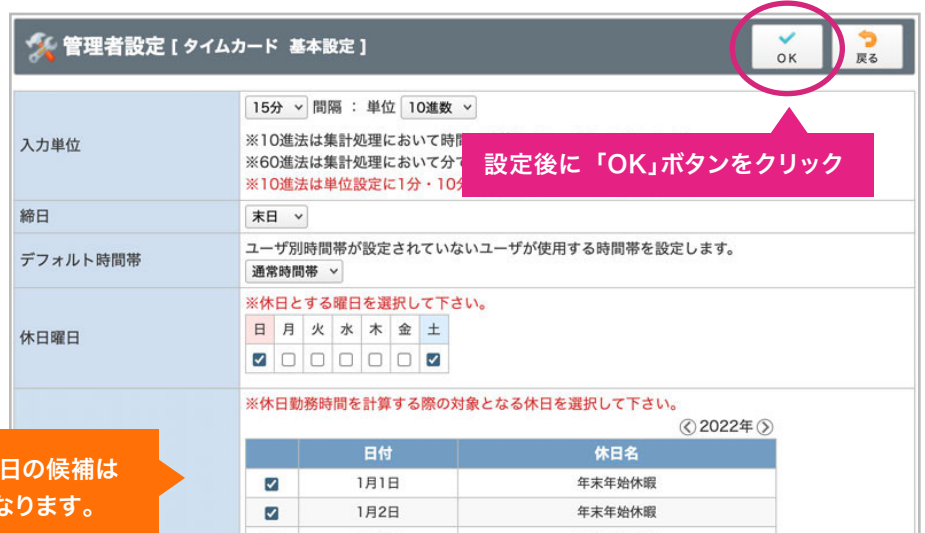 管理者設定 [ タイムカード 基本設定 ]
OK
戻る
入力単位
15分 間隔 ： 単位 10進数
※10進法は集計処理において時
※60進法は集計処理において分で
※10進法は単位設定に1分・10分
設定後に「OK」ボタンをクリック
締日
末日
デフォルト時間帯
ユーザ別時間帯が設定されていないユーザが使用する時間帯を設定します。
通常時間帯
休日曜日
※休日とする曜日を選択して下さい。
日 月 火 水 木 金 土
※休日勤務時間を計算する際の対象となる休日を選択して下さい。
2022年
日付 休日名
1月1日 年末年始休暇
1月2日 年末年始休暇
日の候補は
なります。